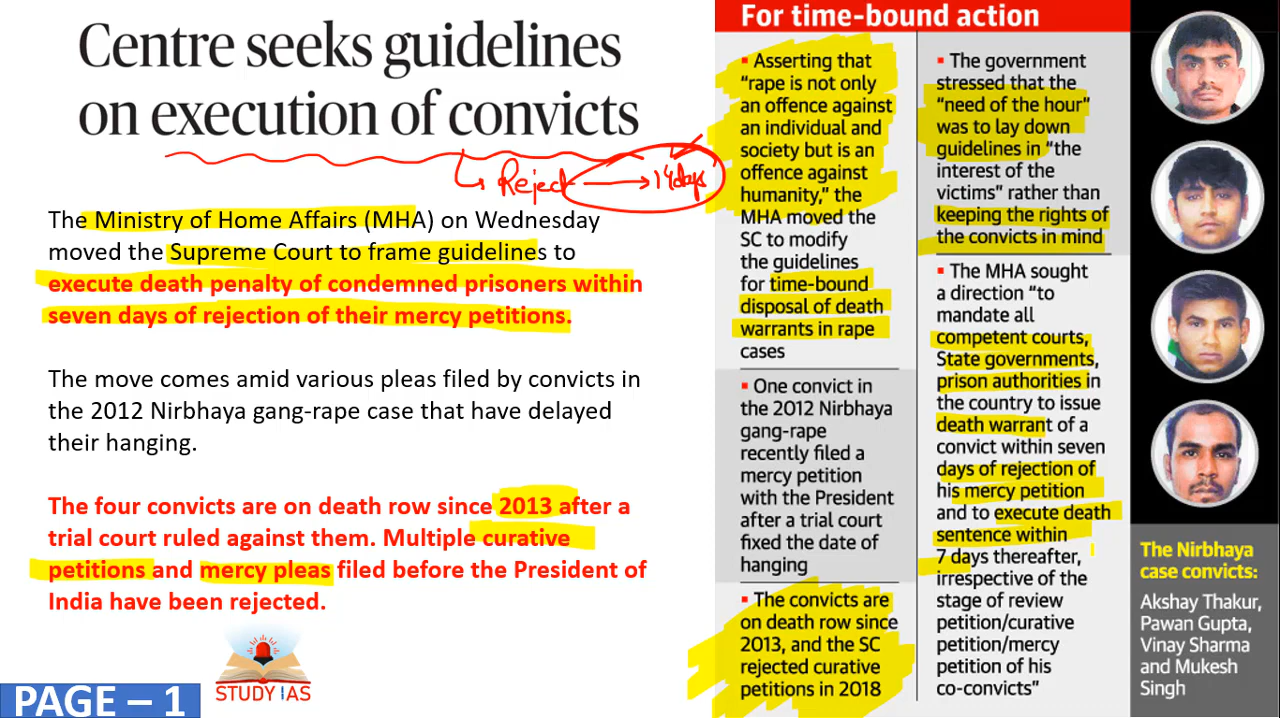 Centre seeks guidelines
on execution of convicts
Reject → 14 days
The Ministry of Home Affairs (MHA) on Wednesday
moved the Supreme Court to frame guidelines to
execute death penalty of condemned prisoners within
seven days of rejection of their mercy petitions.
The move comes amid various pleas filed by convicts in
the 2012 Nirbhaya gang-rape case that have delayed
their hanging.
The four convicts are on death row since 2013 after a
trial court ruled against them. Multiple curative
petitions and mercy pleas filed before the President of
India have been rejected.
STUDY IAS
PAGE – 1
For time-bound action
▪ Asserting that
“rape is not only
an offence against
an individual and
society but is an
offence against
humanity,” the
MHA moved the
SC to modify
the guidelines
for time-bound
disposal of death
warrants in rape
cases
▪ One convict in
the 2012 Nirbhaya
gang-rape
recently filed a
mercy petition
with the President
after a trial court
fixed the date of
hanging
▪ The convicts are
on death row since
2013, and the SC
rejected curative
petitions in 2018
▪ The government
stressed that the
“need of the hour”
was to lay down
guidelines in “the
interest of the
victims” rather than
keeping the rights of
the convicts in mind
▪ The MHA sought
a direction “to
mandate all
competent courts,
State governments,
prison authorities in
the country to issue
death warrant of a
convict within seven
days of rejection of
his mercy petition
and to execute death
sentence within
7 days thereafter,
irrespective of the
stage of review
petition/curative
petition/mercy
petition of his
co-convicts”
The Nirbhaya
case convicts:
Akshay Thakur,
Pawan Gupta,
Vinay Sharma
and Mukesh
Singh